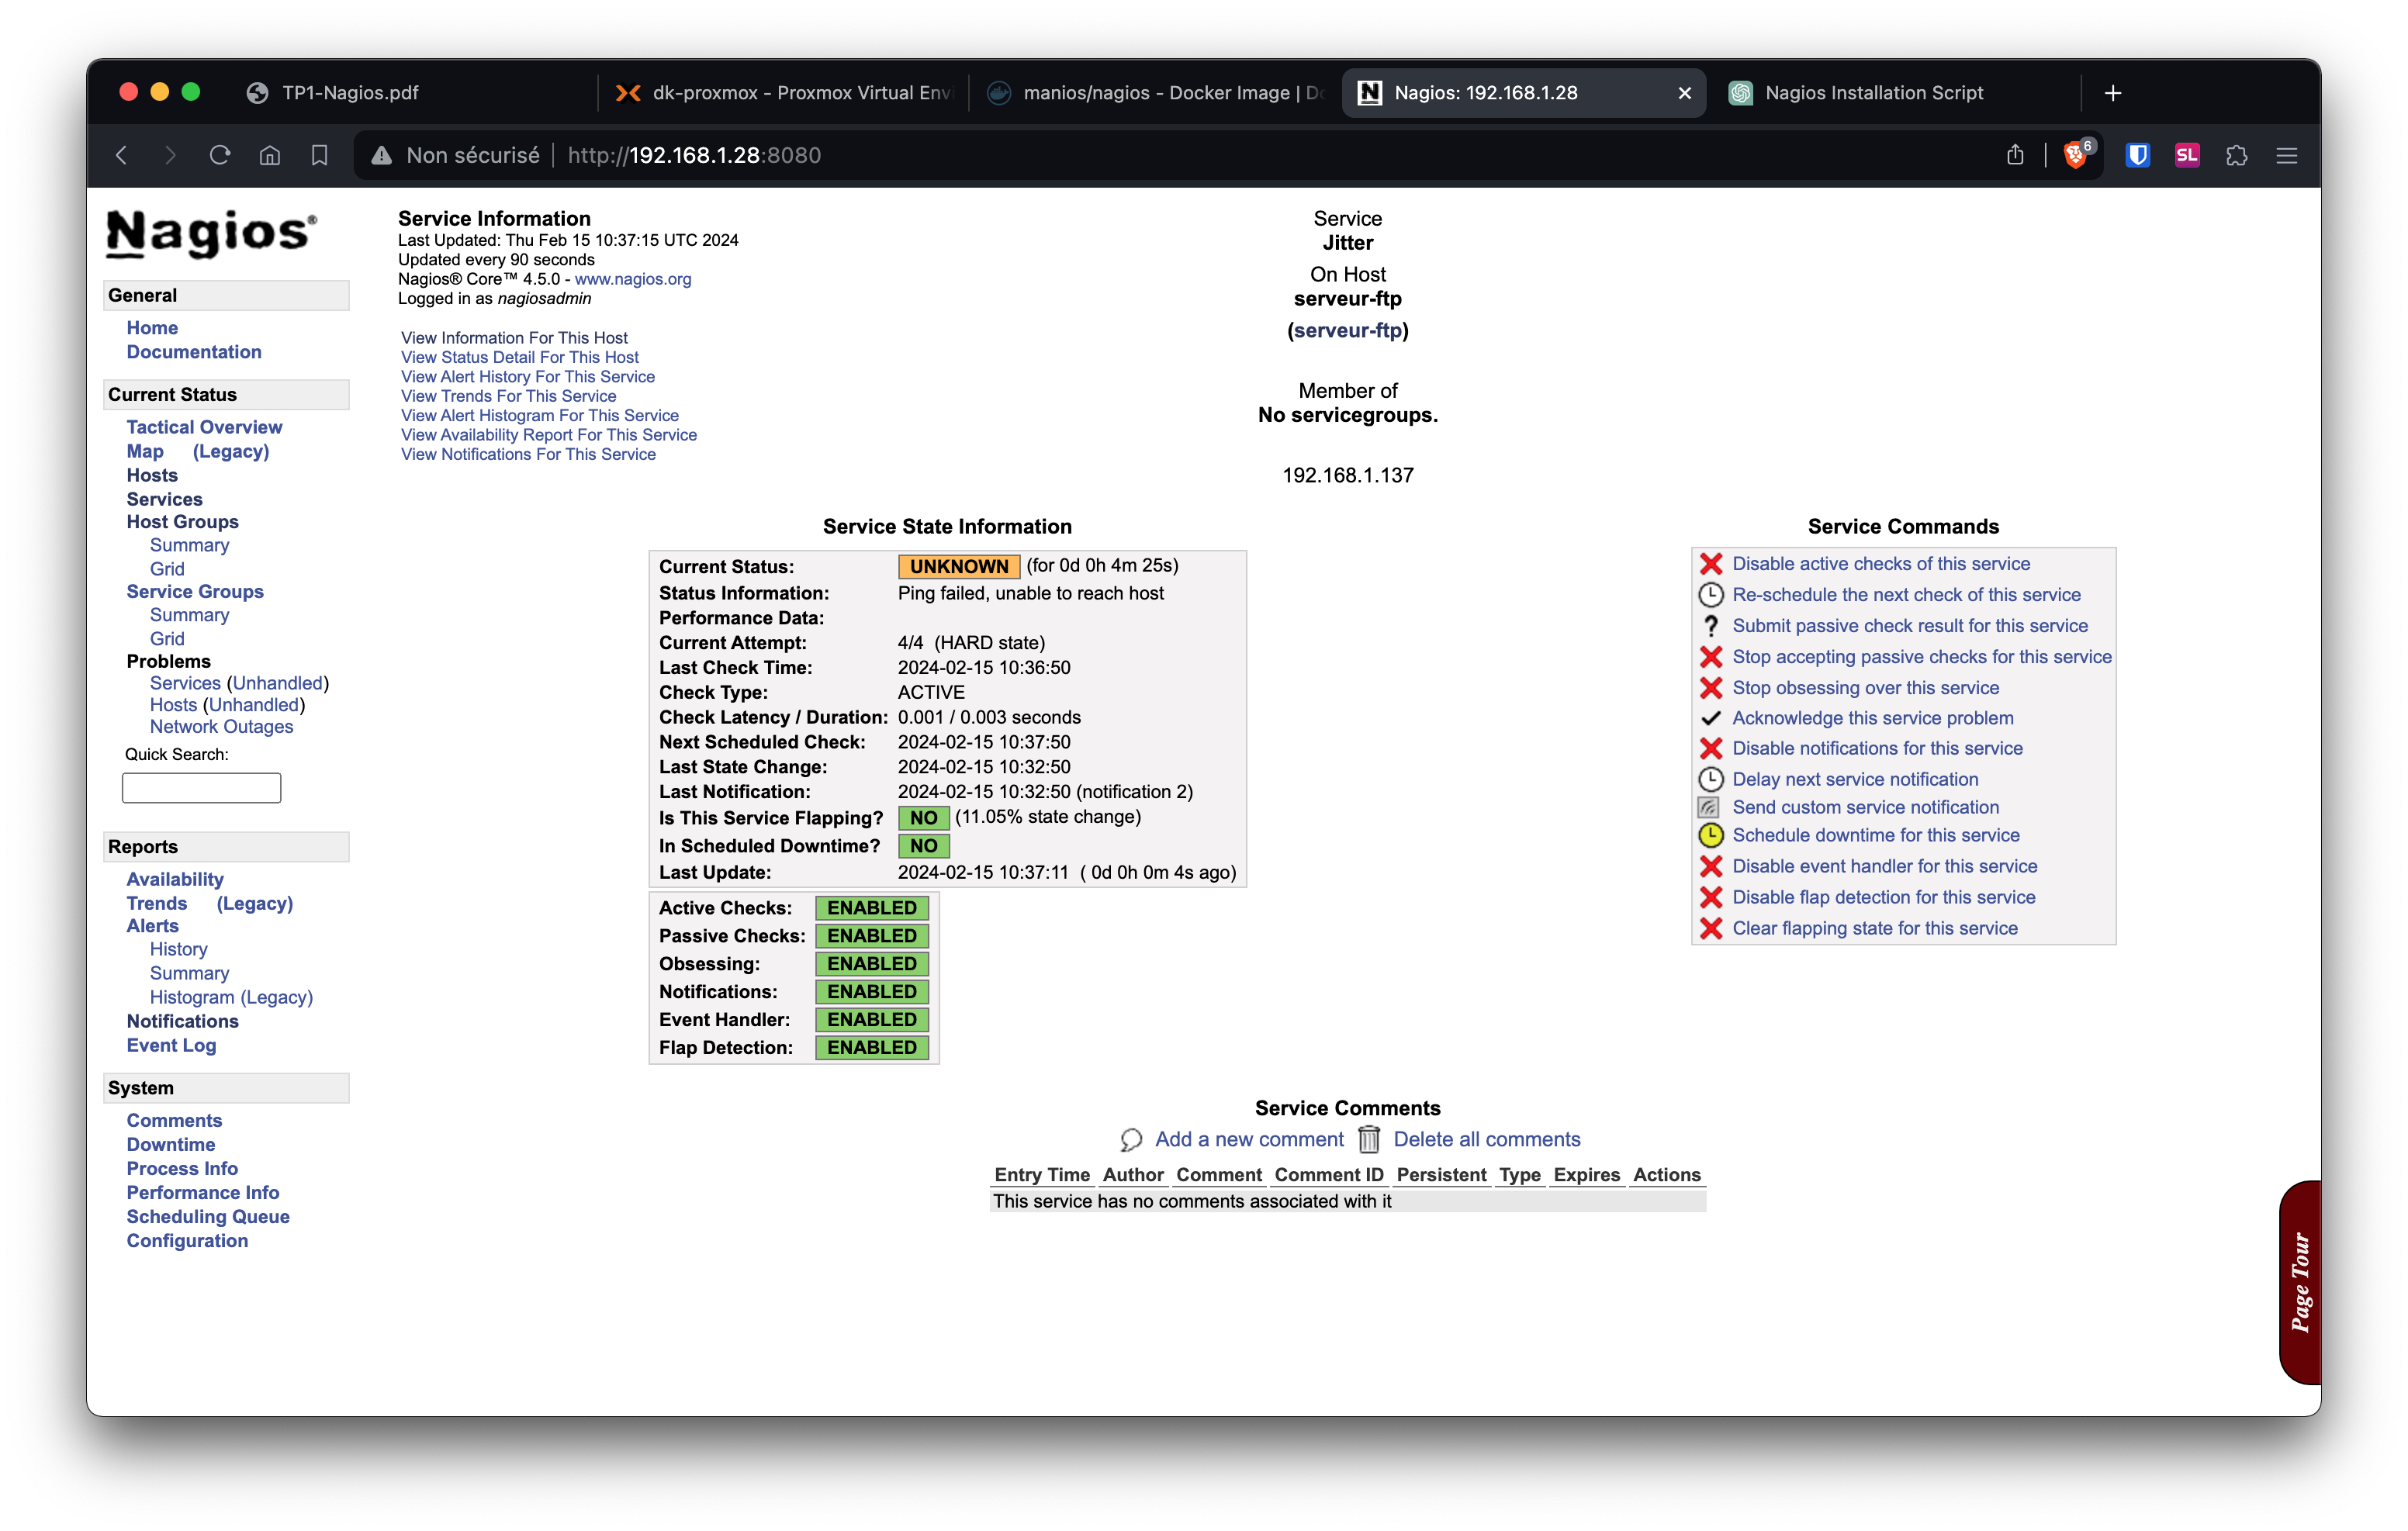 TP1-Nagios.pdf
dk-proxmox - Proxmox Virtual Envi
manios/nagios - Docker Image | Do
Nagios: 192.168.1.28
Nagios Installation Script
Non sécurisé
http://192.168.1.28:8080
6
SL
Nagios®
General
Home
Documentation
Current Status
Tactical Overview
Map (Legacy)
Hosts
Services
Host Groups
Summary
Grid
Service Groups
Summary
Grid
Problems
Services (Unhandled)
Hosts (Unhandled)
Network Outages
Quick Search:
Reports
Availability
Trends (Legacy)
Alerts
History
Summary
Histogram (Legacy)
Notifications
Event Log
System
Comments
Downtime
Process Info
Performance Info
Scheduling Queue
Configuration
Service Information
Last Updated: Thu Feb 15 10:37:15 UTC 2024
Updated every 90 seconds
Nagios® Core™ 4.5.0 - www.nagios.org
Logged in as nagiosadmin
View Information For This Host
View Status Detail For This Host
View Alert History For This Service
View Trends For This Service
View Alert Histogram For This Service
View Availability Report For This Service
View Notifications For This Service
Service
Jitter
On Host
serveur-ftp
(serveur-ftp)
Member of
No servicegroups.
192.168.1.137
Service State Information
Current Status: UNKNOWN (for 0d 0h 4m 25s)
Status Information: Ping failed, unable to reach host
Performance Data:
Current Attempt: 4/4 (HARD state)
Last Check Time: 2024-02-15 10:36:50
Check Type: ACTIVE
Check Latency / Duration: 0.001 / 0.003 seconds
Next Scheduled Check: 2024-02-15 10:37:50
Last State Change: 2024-02-15 10:32:50
Last Notification: 2024-02-15 10:32:50 (notification 2)
Is This Service Flapping? NO (11.05% state change)
In Scheduled Downtime? NO
Last Update: 2024-02-15 10:37:11 ( 0d 0h 0m 4s ago)
Active Checks: ENABLED
Passive Checks: ENABLED
Obsessing: ENABLED
Notifications: ENABLED
Event Handler: ENABLED
Flap Detection: ENABLED
Service Commands
Disable active checks of this service
Re-schedule the next check of this service
Submit passive check result for this service
Stop accepting passive checks for this service
Stop obsessing over this service
Acknowledge this service problem
Disable notifications for this service
Delay next service notification
Send custom service notification
Schedule downtime for this service
Disable event handler for this service
Disable flap detection for this service
Clear flapping state for this service
Service Comments
Add a new comment Delete all comments
Entry Time Author Comment Comment ID Persistent Type Expires Actions
This service has no comments associated with it
Page Tour